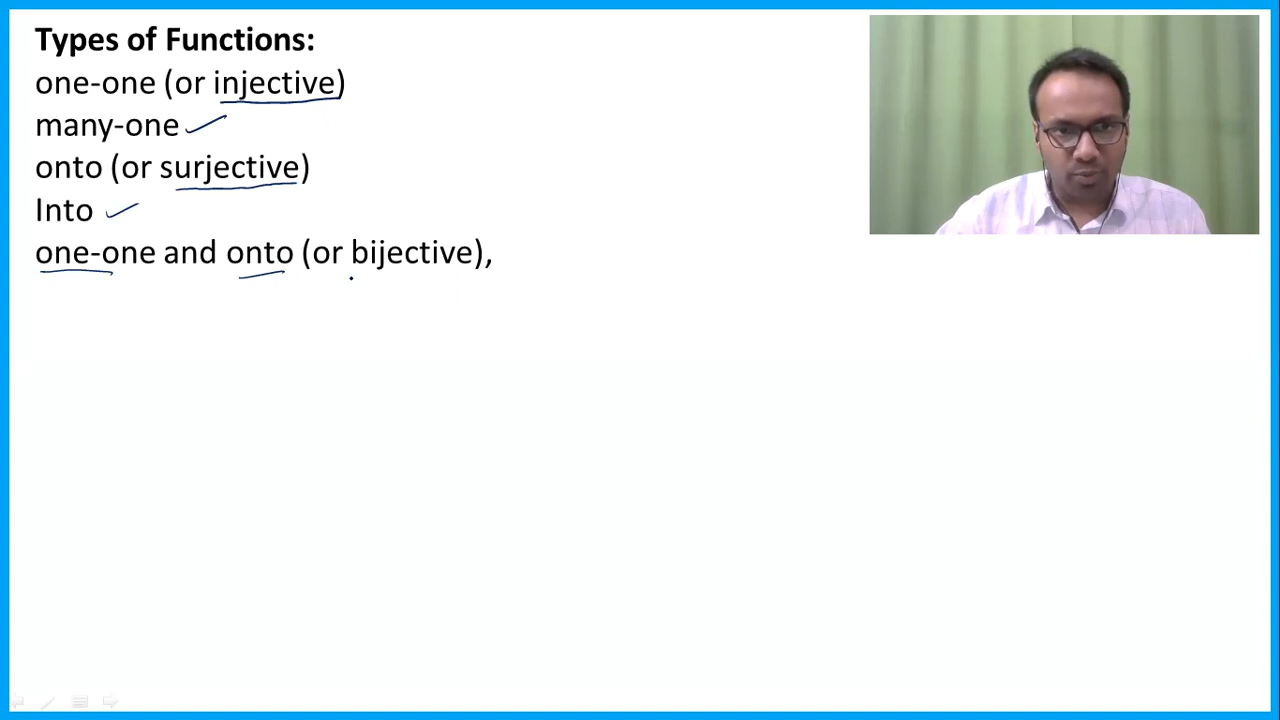 Types of Functions:
one-one (or injective)
many-one
onto (or surjective)
Into
one-one and onto (or bijective),